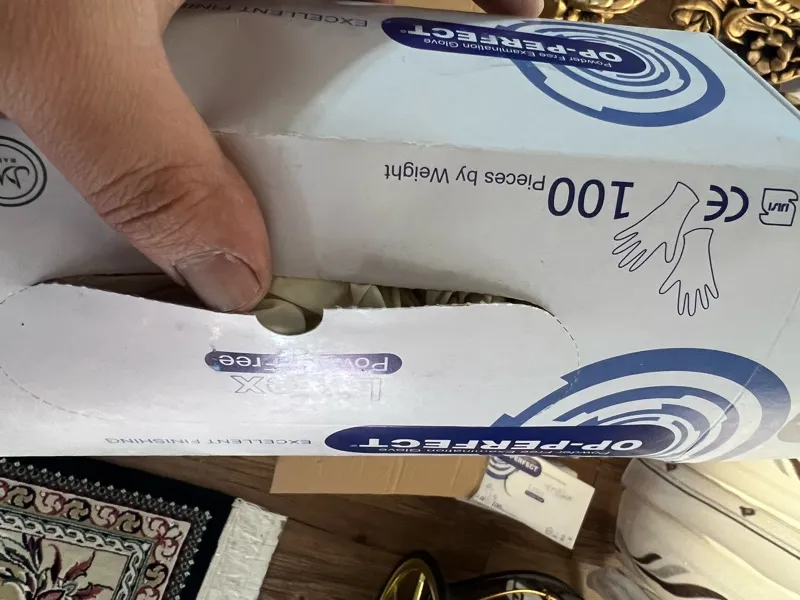 Powder Free Examination Glove
OP-PERFECT
EXCELLENT FINISHING
100 Pieces by Weight
CE
Latex
Powder Free
Powder Free Examination Glove
OP-PERFECT
EXCELLENT FINISHING